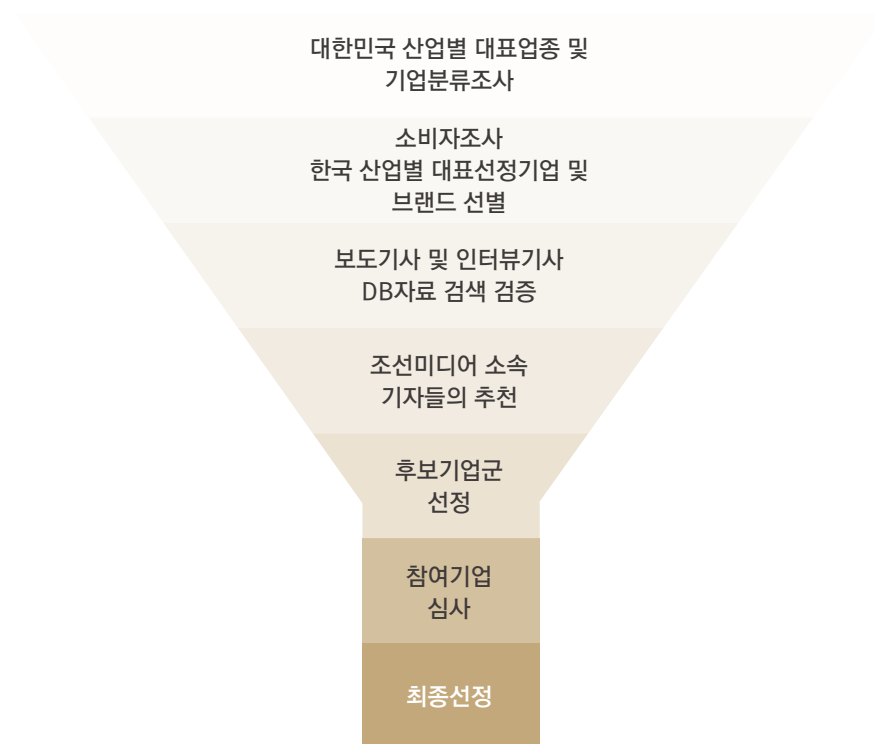 대한민국 산업별 대표업종 및
기업분류조사
소비자조사
한국 산업별 대표선정기업 및
브랜드 선별
보도기사 및 인터뷰기사
DB자료 검색 검증
조선미디어 소속
기자들의 추천
후보기업군
선정
참여기업
심사
최종선정